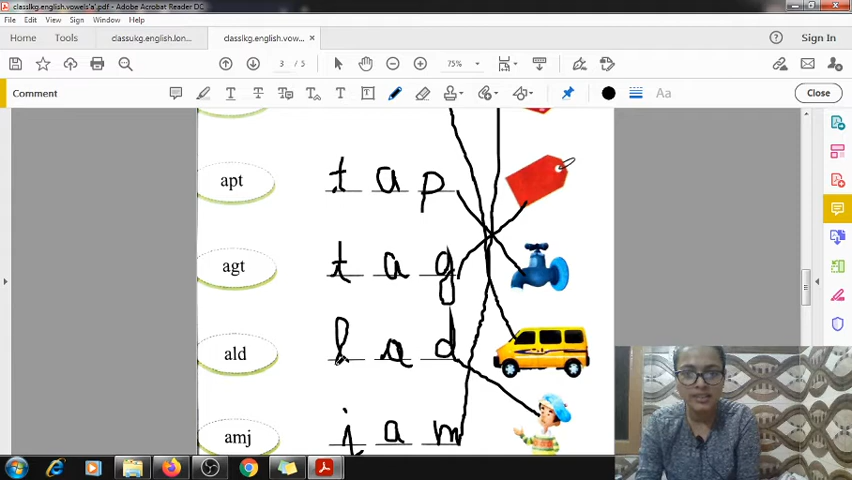 classlkg.english.vowels'a'.pdf - Adobe Acrobat Reader DC
File Edit View Sign Window Help
Home Tools classukg.english.lon... classlkg.english.vow... × Sign In
3 / 5 75%
Comment Close
apt t a p
agt t a g
ald l a d
amj j a m